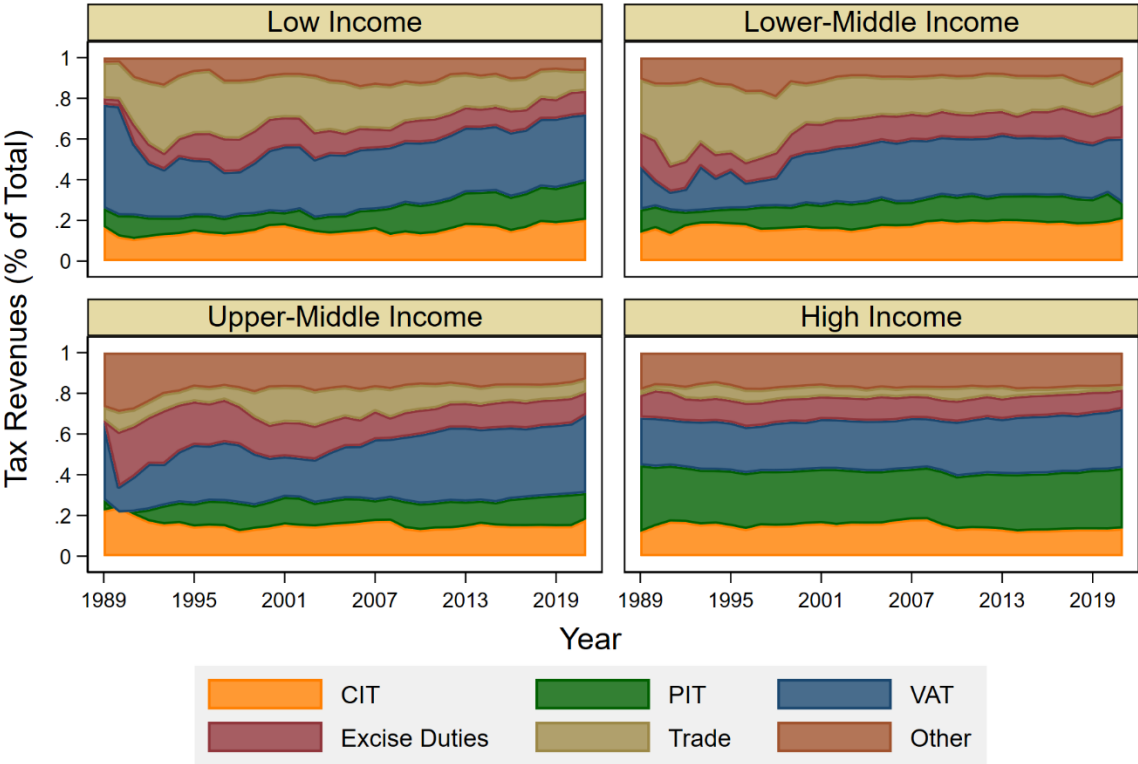 Low Income
Lower-Middle Income
1
.8
.6
.4
.2
0
Upper-Middle Income
High Income
1
.8
.6
.4
.2
0
1989 1995 2001 2007 2013 2019
1989 1995 2001 2007 2013 2019
Tax Revenues (% of Total)
Year
CIT
PIT
VAT
Excise Duties
Trade
Other